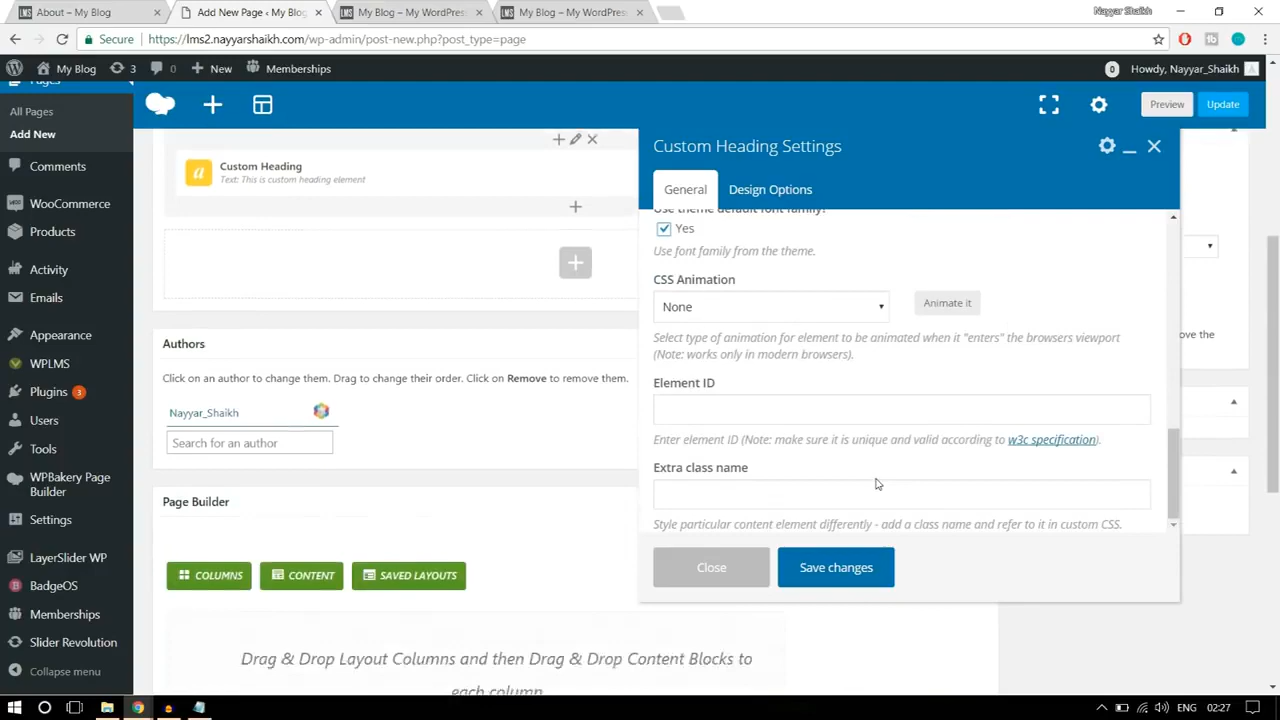 About – My Blog
Add New Page ‹ My Blog
My Blog – My WordPress
My Blog – My WordPress
Nayyar Shaikh
Secure
https://lms2.nayyarshaikh.com/wp-admin/post-new.php?post_type=page
My Blog
3
0
New
Memberships
0
Howdy, Nayyar_Shaikh
Pages
All Pages
Add New
Comments
WooCommerce
Products
Activity
Emails
Appearance
WPLMS
Plugins 3
Users
Tools
WPBakery Page
Builder
Settings
LayerSlider WP
BadgeOS
Memberships
Slider Revolution
Collapse menu
Preview
Update
Custom Heading
Text: This is custom heading element
Authors
Click on an author to change them. Drag to change their order. Click on Remove to remove them.
Nayyar_Shaikh
Search for an author
Page Builder
COLUMNS
CONTENT
SAVED LAYOUTS
Drag & Drop Layout Columns and then Drag & Drop Content Blocks to
each column.
Custom Heading Settings
General
Design Options
Use theme default font family?
Yes
Use font family from the theme.
CSS Animation
None
Animate it
Select type of animation for element to be animated when it "enters" the browsers viewport
(Note: works only in modern browsers).
Element ID
Enter element ID (Note: make sure it is unique and valid according to w3c specification).
Extra class name
Style particular content element differently - add a class name and refer to it in custom CSS.
Close
Save changes
ove the
ENG
02:27